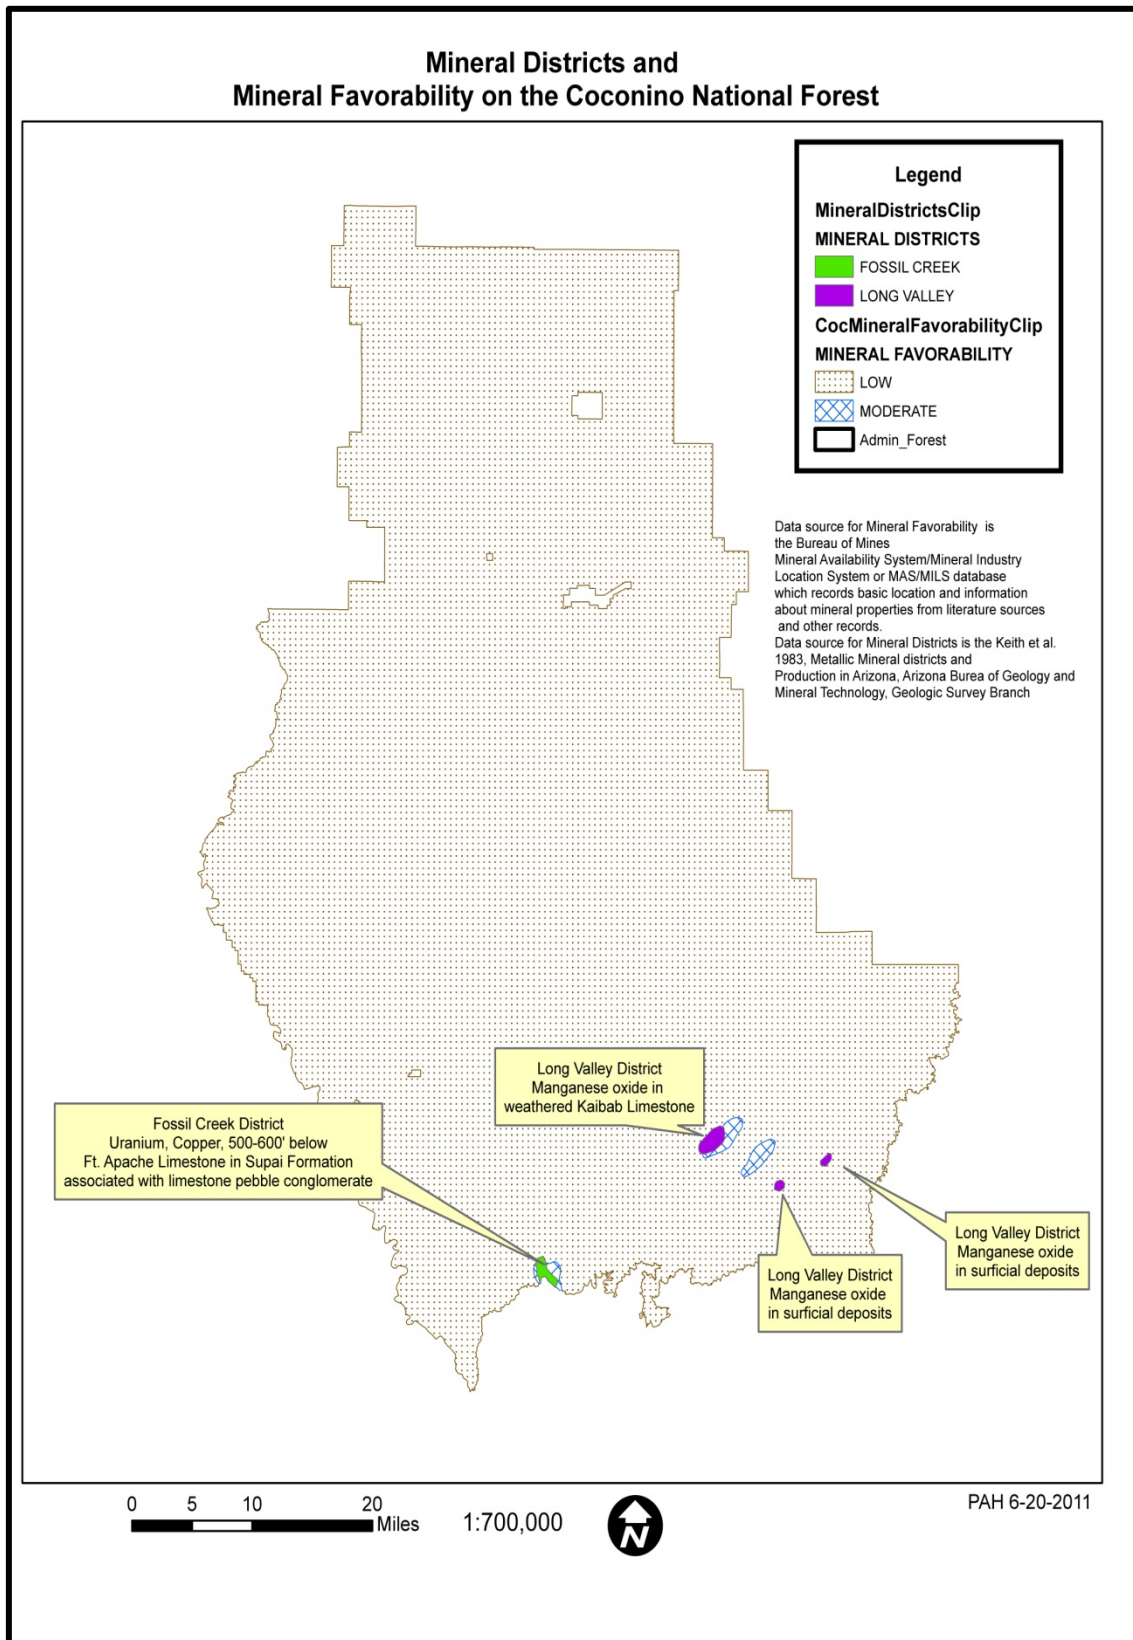 Mineral Districts and
Mineral Favorability on the Coconino National Forest
Legend
MineralDistrictsClip
MINERAL DISTRICTS
FOSSIL CREEK
LONG VALLEY
CocMineralFavorabilityClip
MINERAL FAVORABILITY
LOW
MODERATE
Admin_Forest
Data source for Mineral Favorability is
the Bureau of Mines
Mineral Availability System/Mineral Industry
Location System or MAS/MILS database
which records basic location and information
about mineral properties from literature sources
and other records.
Data source for Mineral Districts is the Keith et al.
1983, Metallic Mineral districts and
Production in Arizona, Arizona Burea of Geology and
Mineral Technology, Geologic Survey Branch
Long Valley District
Manganese oxide in
weathered Kaibab Limestone
Fossil Creek District
Uranium, Copper, 500-600' below
Ft. Apache Limestone in Supai Formation
associated with limestone pebble conglomerate
Long Valley District
Manganese oxide
in surficial deposits
Long Valley District
Manganese oxide
in surficial deposits
0 5 10 20
Miles
1:700,000
N
PAH 6-20-2011